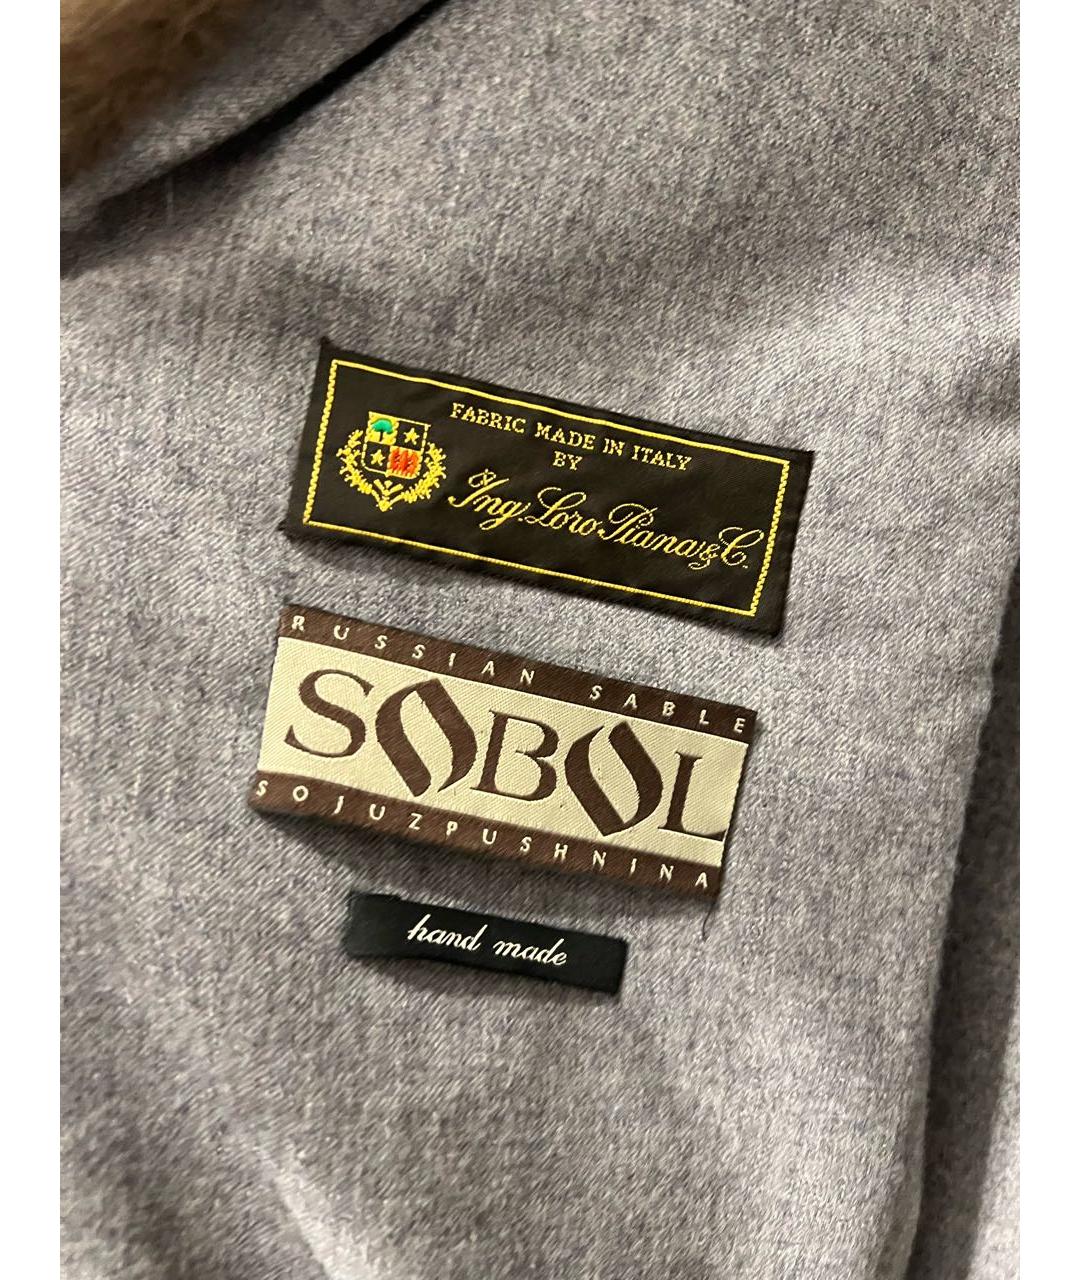 FABRIC MADE IN ITALY
BY
Ing. Loro Piana & C.
RUSSIAN SABLE
SOBOL
SOJUZPUSHNINA
hand made